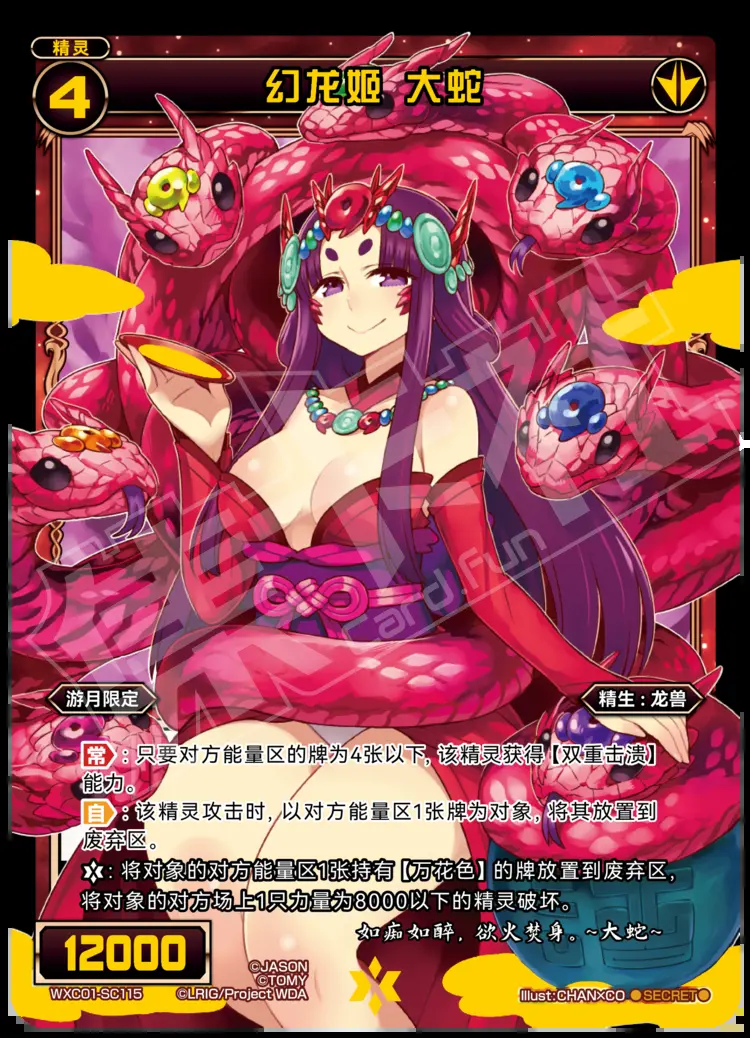 精灵
4
幻龙姬 大蛇
游月限定
精生：龙兽
常：只要对方能量区的牌为4张以下，该精灵获得【双重击溃】
能力。
自：该精灵攻击时，以对方能量区1张牌为对象，将其放置到
废弃区。
：将对象的对方能量区1张持有【万花色】的牌放置到废弃区，
将对象的对方场上1只力量为8000以下的精灵破坏。
如痴如醉，欲火焚身。~大蛇~
12000
©JASON
©TOMY
WXC01-SC115 ©LRIG/Project WDA
Illust:CHANxCO SECRET
Card.Fun